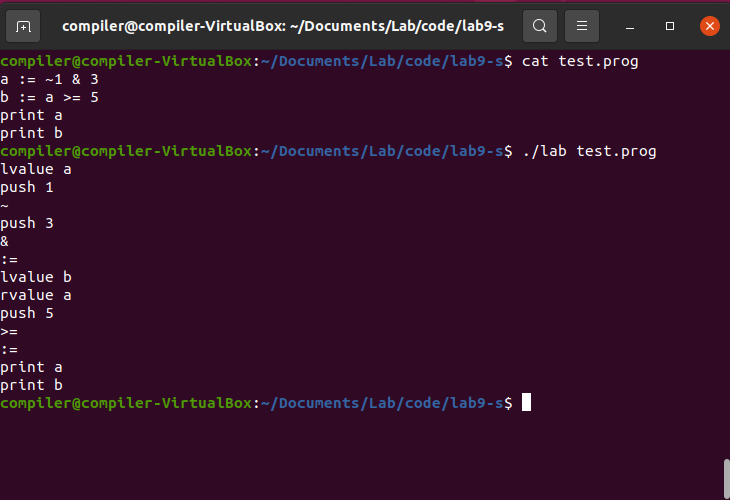 compiler@compiler-VirtualBox: ~/Documents/Lab/code/lab9-s
compiler@compiler-VirtualBox:~/Documents/Lab/code/lab9-s$ cat test.prog
a := ~1 & 3
b := a >= 5
print a
print b
compiler@compiler-VirtualBox:~/Documents/Lab/code/lab9-s$ ./lab test.prog
lvalue a
push 1
~
push 3
&
:=
lvalue b
rvalue a
push 5
>=
:=
print a
print b
compiler@compiler-VirtualBox:~/Documents/Lab/code/lab9-s$